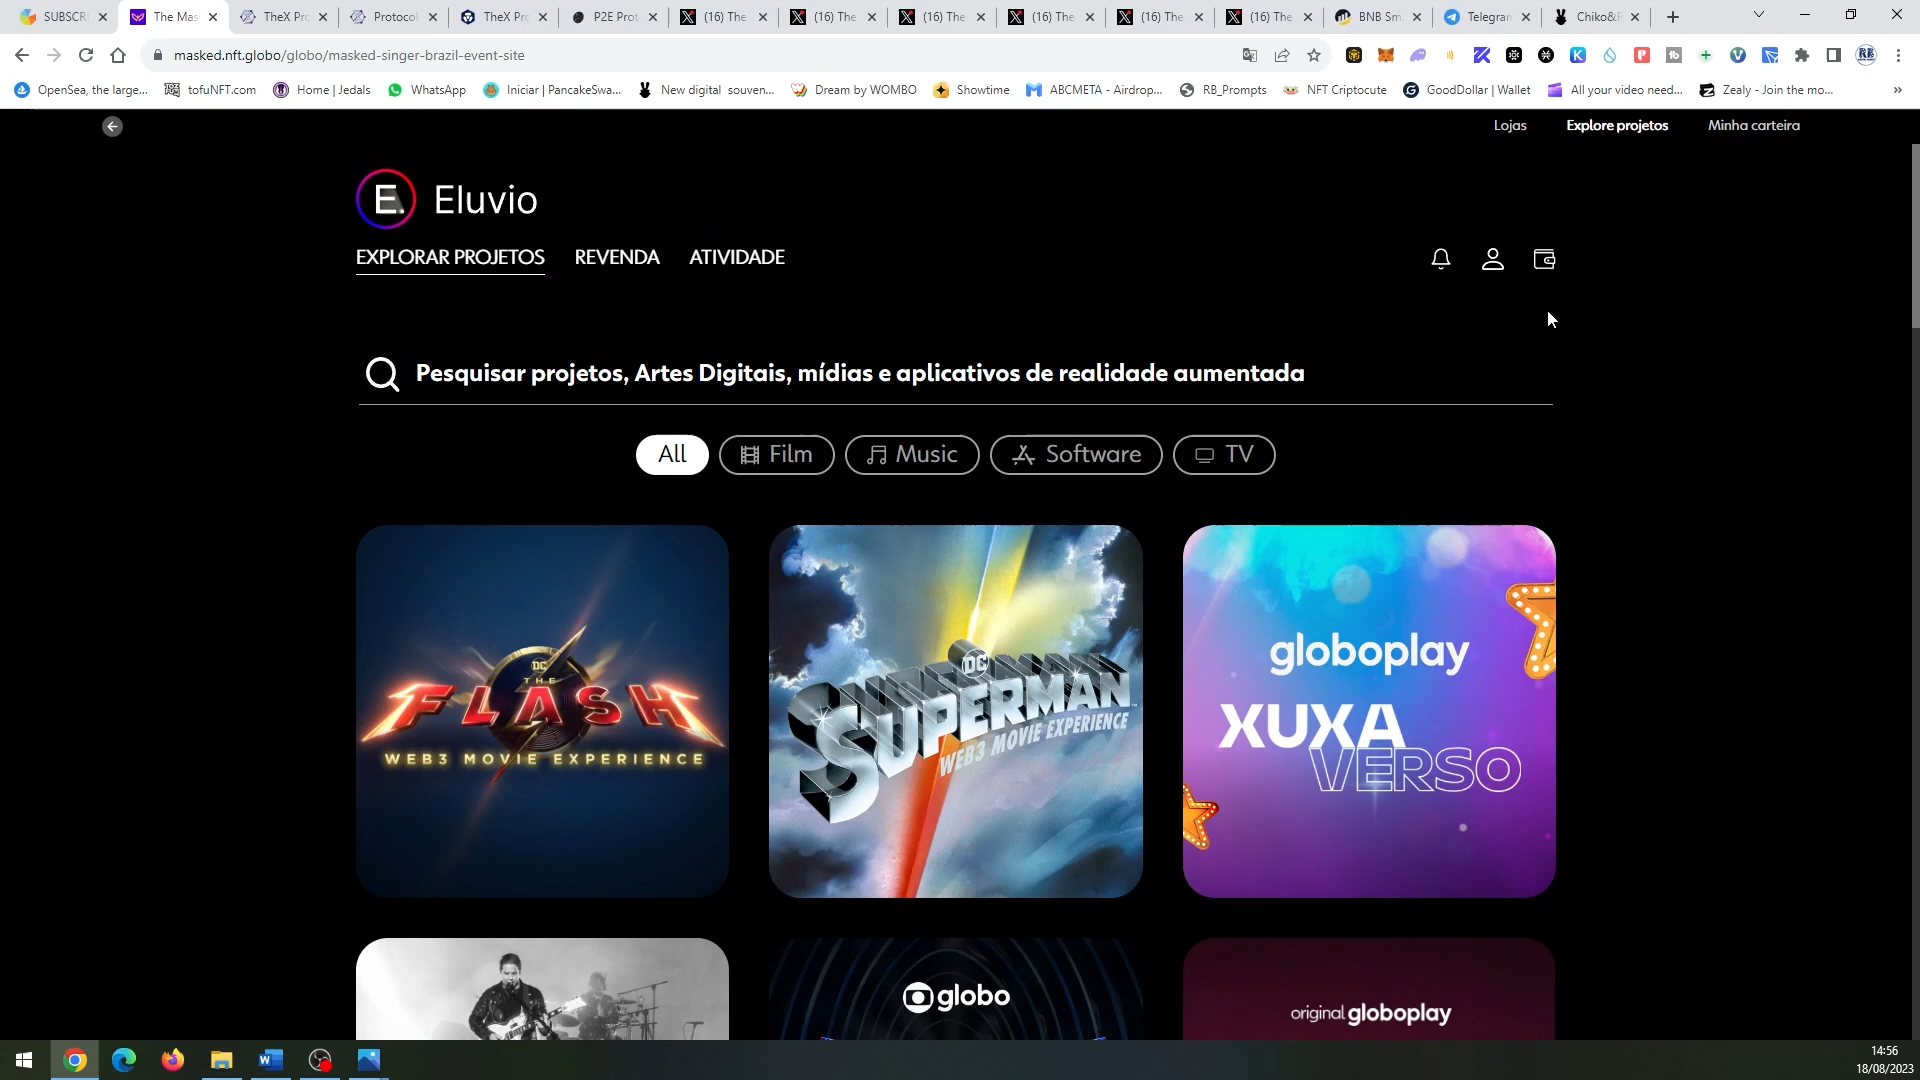 SUBSCRI
The Mas
TheX Pro
Protocol
TheX Pro
P2E Prot
(16) The
(16) The
(16) The
(16) The
(16) The
(16) The
BNB Sm
Telegram
Chiko&R
masked.nft.globo/globo/masked-singer-brazil-event-site
OpenSea, the large...
tofuNFT.com
Home | Jedals
WhatsApp
Iniciar | PancakeSwa...
New digital souven...
Dream by WOMBO
Showtime
ABCMETA - Airdrop...
RB_Prompts
NFT Criptocute
GoodDollar | Wallet
All your video need...
Zealy - Join the mo...
»
Lojas
Explore projetos
Minha carteira
E.
Eluvio
EXPLORAR PROJETOS
REVENDA
ATIVIDADE
Pesquisar projetos, Artes Digitais, mídias e aplicativos de realidade aumentada
All
Film
Music
Software
TV
DC
THE
FLASH
WEB3 MOVIE EXPERIENCE
DC
SUPERMAN
WEB3 MOVIE EXPERIENCE
globoplay
XUXA
VERSO
globo
original globoplay
14:56
18/08/2023